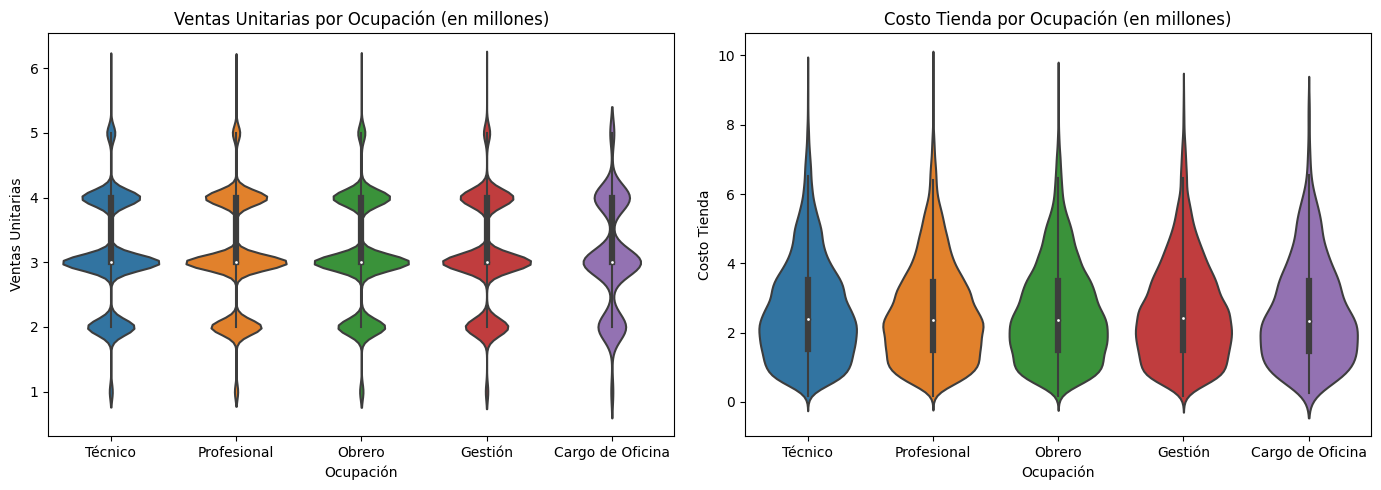 Ventas Unitarias por Ocupación (en millones)
Ventas Unitarias
6
5
4
3
2
1
Técnico
Profesional
Obrero
Gestión
Cargo de Oficina
Ocupación
Costo Tienda por Ocupación (en millones)
Costo Tienda
10
8
6
4
2
0
Técnico
Profesional
Obrero
Gestión
Cargo de Oficina
Ocupación